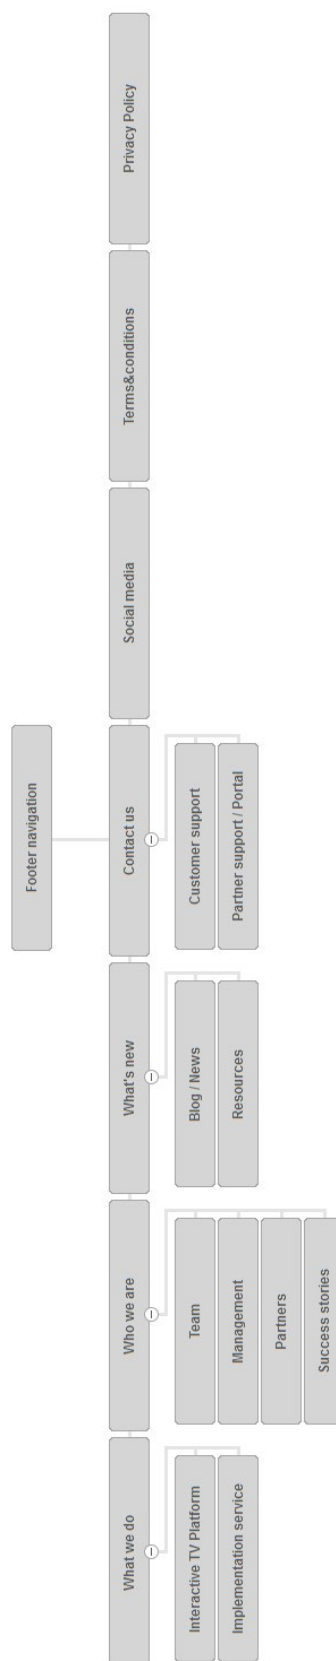 Footer navigation
What we do
Interactive TV Platform
Implementation service
Who we are
Team
Management
Partners
Success stories
What's new
Blog / News
Resources
Contact us
Customer support
Partner support / Portal
Social media
Terms&conditions
Privacy Policy